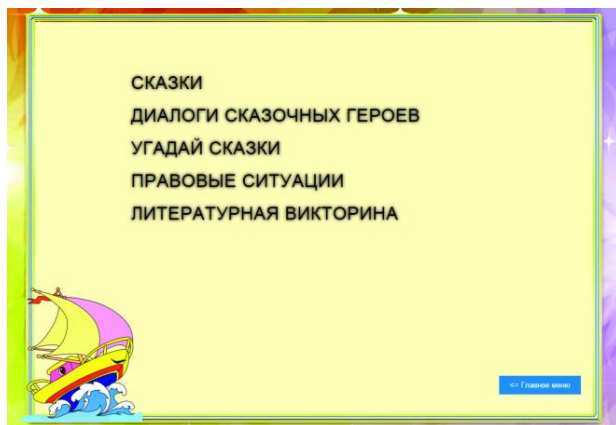 СКАЗКИ
ДИАЛОГИ СКАЗОЧНЫХ ГЕРОЕВ
УГАДАЙ СКАЗКИ
ПРАВОВЫЕ СИТУАЦИИ
ЛИТЕРАТУРНАЯ ВИКТОРИНА
<= Главное меню